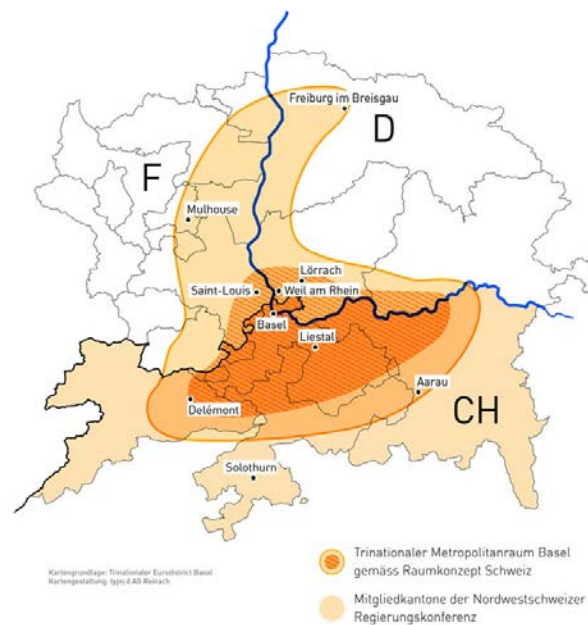 Freiburg im Breisgau
D
F
Mulhouse
Lörrach
Saint-Louis
Weil am Rhein
Basel
Liestal
Aarau
Delémont
CH
Solothurn
Kartengrundlage: Trinationaler Eurodistrict Basel
Kartengestaltung: typo.d AG Reinach
Trinationaler Metropolitanraum Basel
gemäss Raumkonzept Schweiz
Mitgliedkantone der Nordwestschweizer
Regierungskonferenz